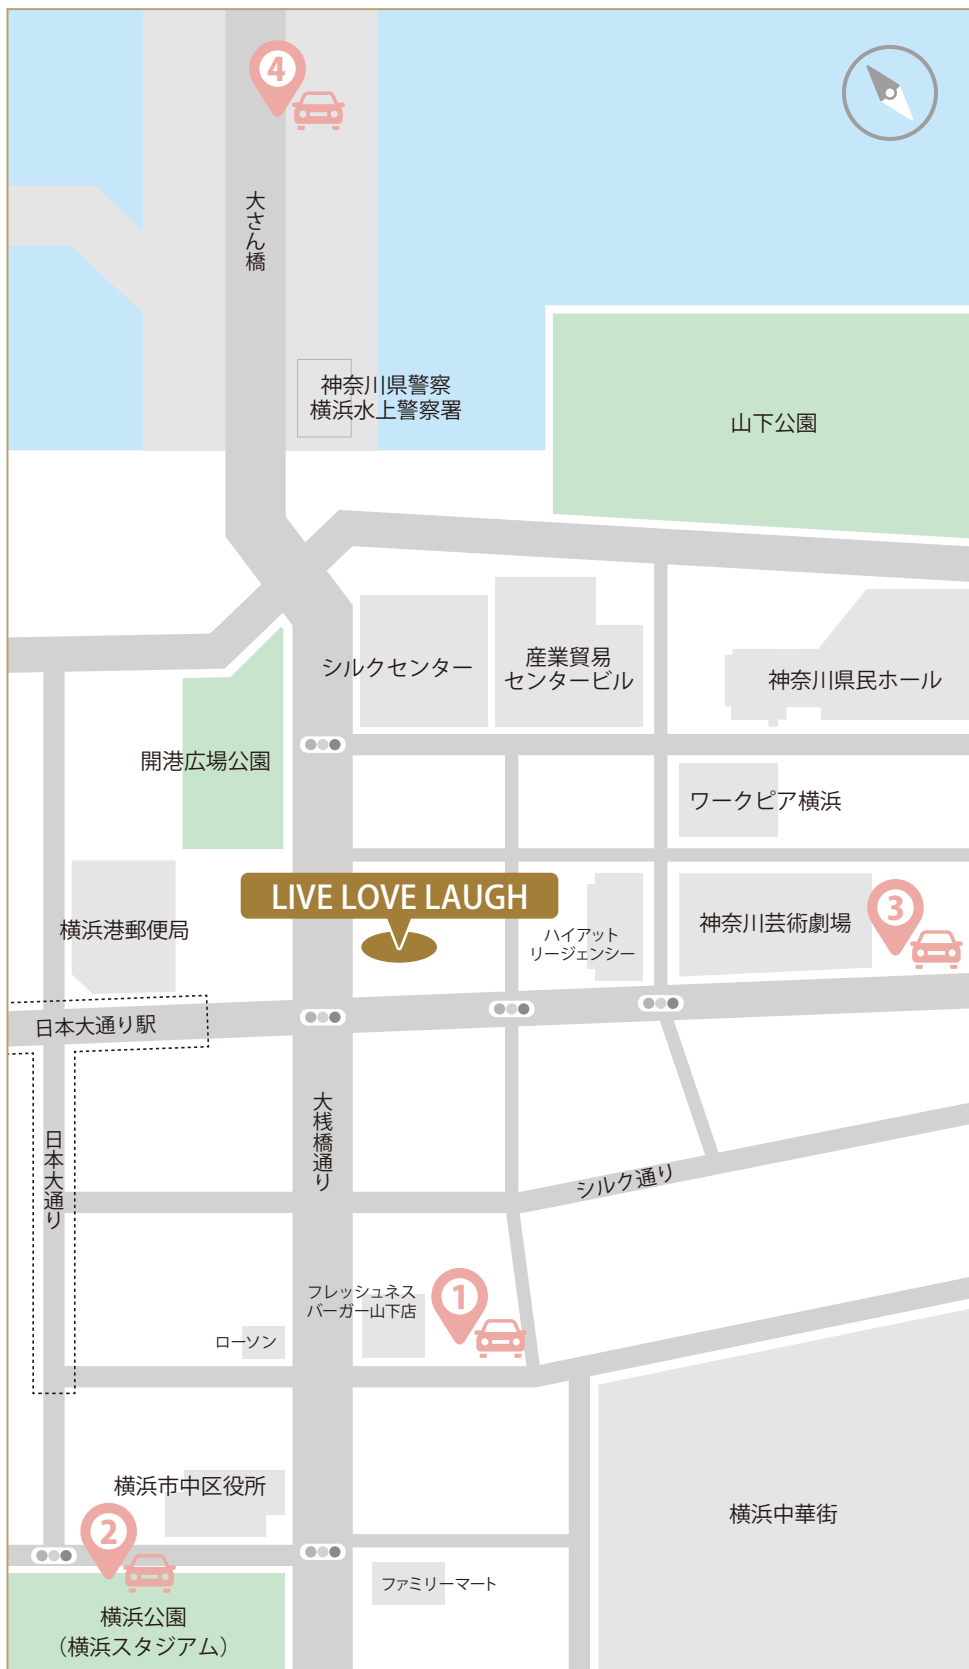 4
大さん橋
神奈川県警察
横浜水上警察署
山下公園
シルクセンター
産業貿易
センタービル
神奈川県民ホール
開港広場公園
ワークピア横浜
LIVE LOVE LAUGH
3
横浜港郵便局
ハイアット
リージェンシー
神奈川芸術劇場
日本大通り駅
大桟橋通り
日本大通り
シルク通り
フレッシュネス
バーガー山下店
1
ローソン
横浜市中区役所
横浜中華街
2
ファミリーマート
横浜公園
（横浜スタジアム）